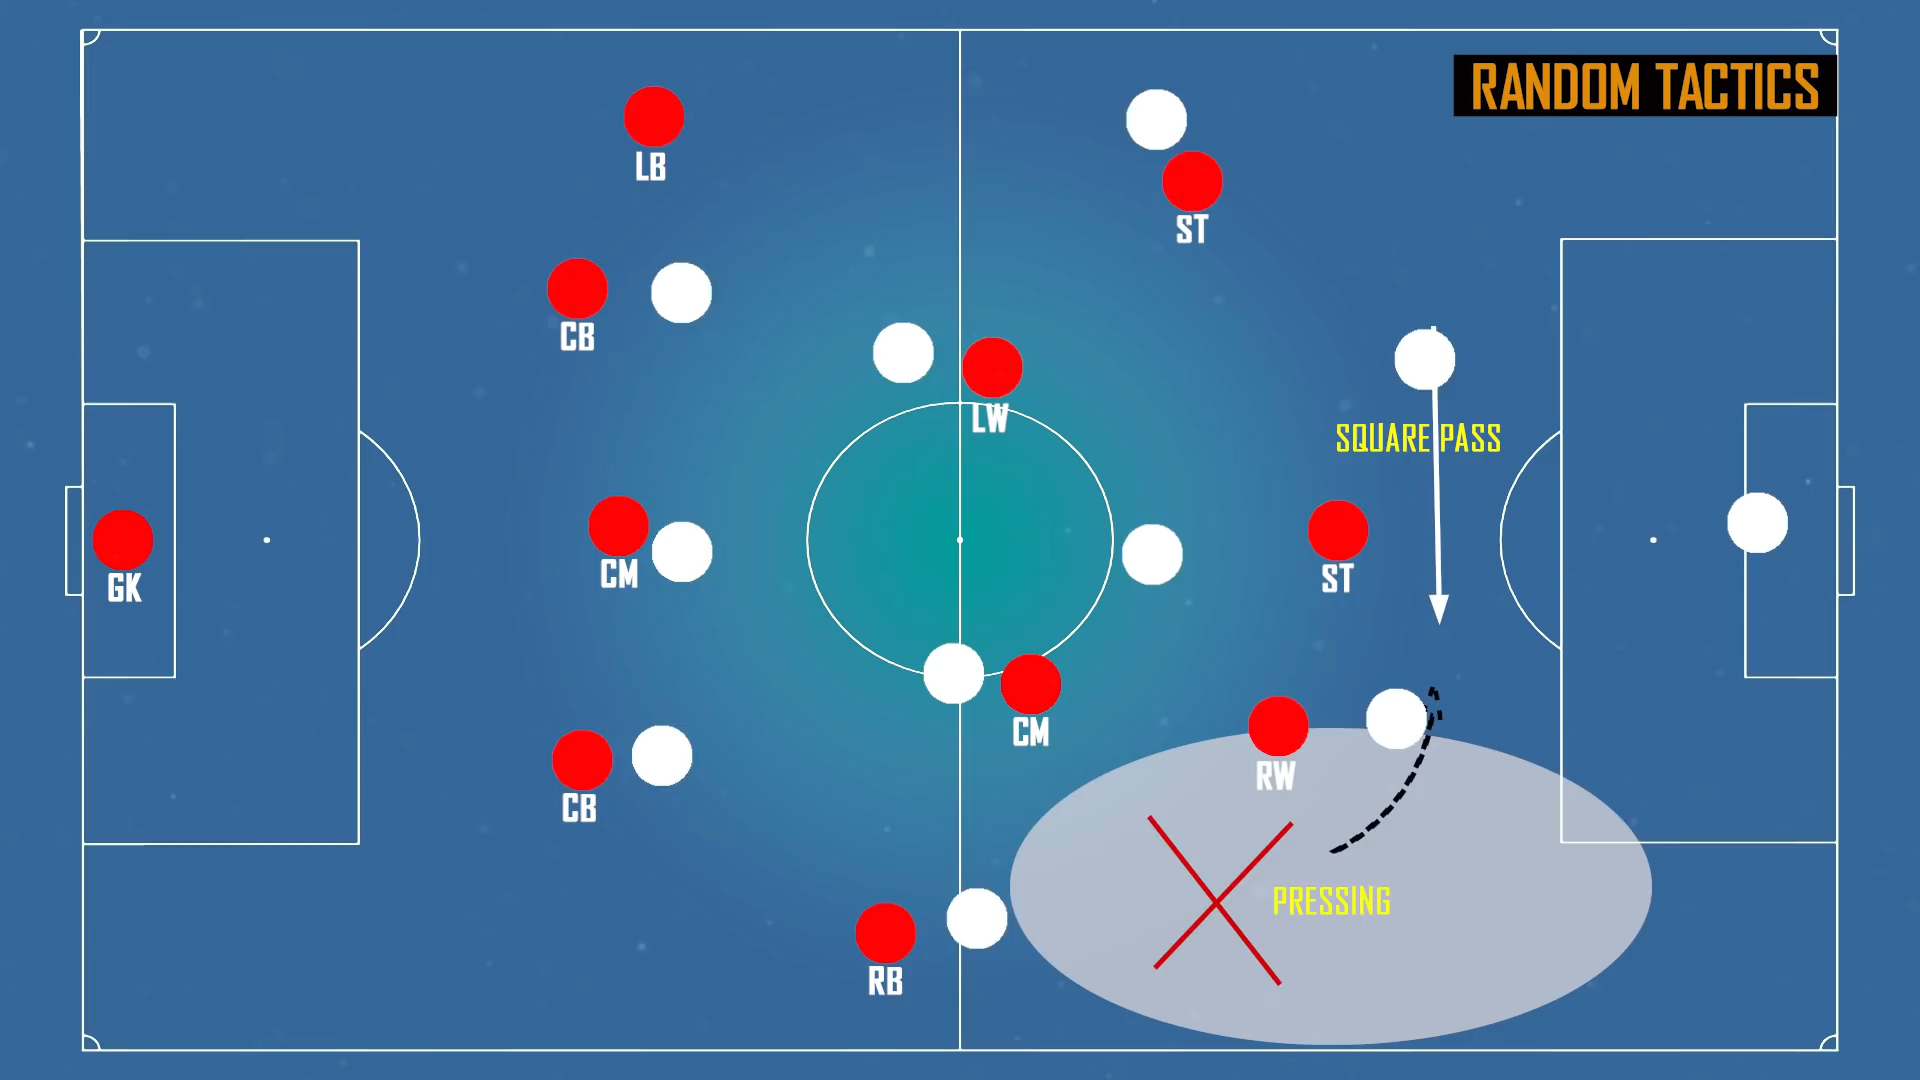 RANDOM TACTICS
LB
ST
CB
LW
SQUARE PASS
CM
ST
GK
CM
RW
CB
PRESSING
RB